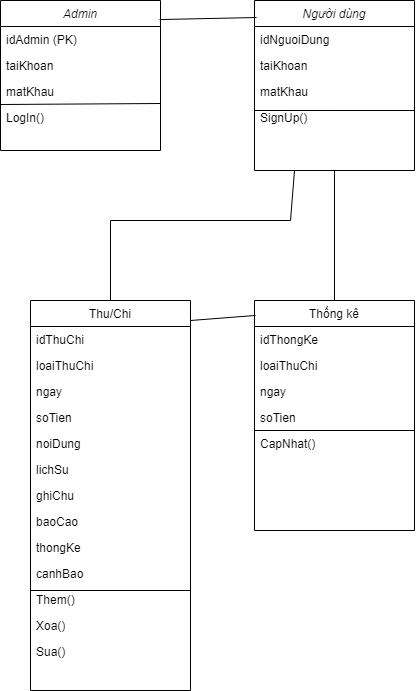 Admin
idAdmin (PK)
taiKhoan
matKhau
LogIn()
Người dùng
idNguoiDung
taiKhoan
matKhau
SignUp()
Thu/Chi
idThuChi
loaiThuChi
ngay
soTien
noiDung
lichSu
ghiChu
baoCao
thongKe
canhBao
Them()
Xoa()
Sua()
Thống kê
idThongKe
loaiThuChi
ngay
soTien
CapNhat()